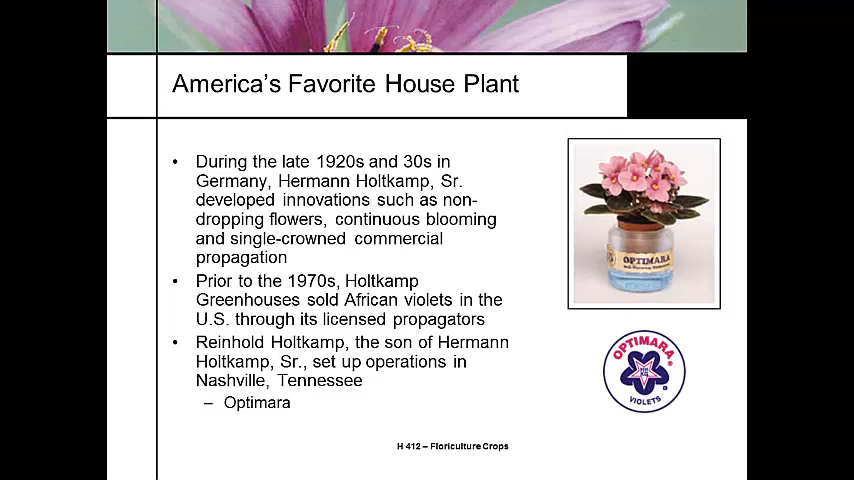 America's Favorite House Plant
• During the late 1920s and 30s in
Germany, Hermann Holtkamp, Sr.
developed innovations such as non-
dropping flowers, continuous blooming
and single-crowned commercial
propagation
• Prior to the 1970s, Holtkamp
Greenhouses sold African violets in the
U.S. through its licensed propagators
• Reinhold Holtkamp, the son of Hermann
Holtkamp, Sr., set up operations in
Nashville, Tennessee
– Optimara
OPTIMARA
OPTIMARA®
VIOLETS
H 412 – Floriculture Crops